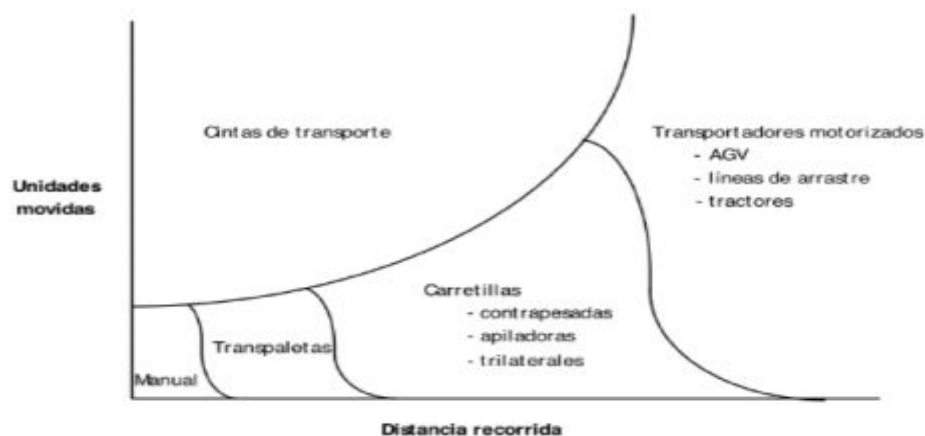 Cintas de transporte
Transportadores motorizados
- AGV
- líneas de arrastre
- tractores
Unidades
movidas
Carretillas
- contrapesadas
- apiladoras
- trilaterales
Transpaletas
Manual
Distancia recorrida